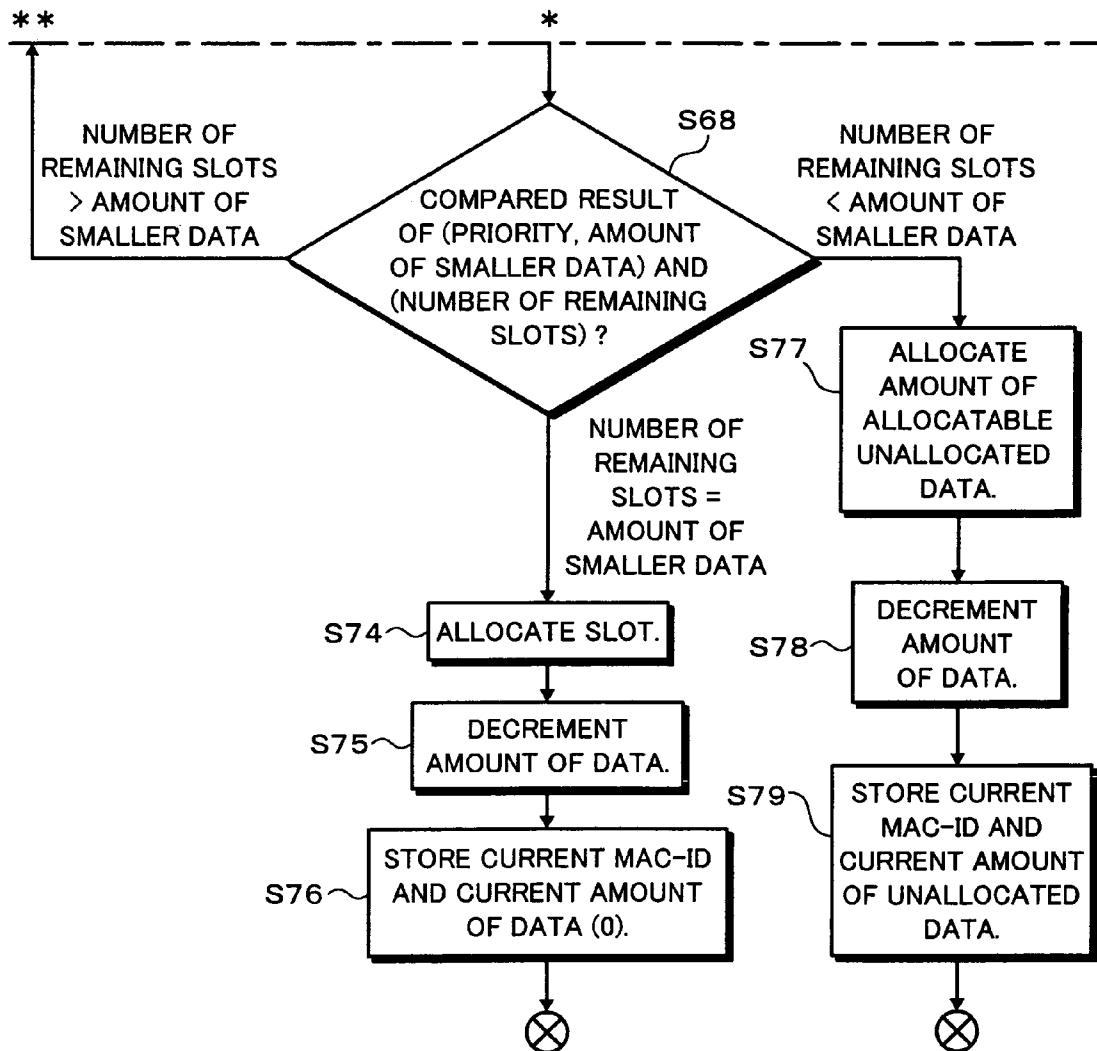 **
*
NUMBER OF
REMAINING SLOTS
> AMOUNT OF
SMALLER DATA
S68
NUMBER OF
REMAINING SLOTS
< AMOUNT OF
SMALLER DATA
COMPARED RESULT
OF (PRIORITY, AMOUNT
OF SMALLER DATA) AND
(NUMBER OF REMAINING
SLOTS) ?
S77
ALLOCATE
AMOUNT OF
ALLOCATABLE
UNALLOCATED
DATA.
NUMBER OF
REMAINING
SLOTS =
AMOUNT OF
SMALLER DATA
S74
ALLOCATE SLOT.
S78
DECREMENT
AMOUNT
OF DATA.
S75
DECREMENT
AMOUNT OF DATA.
S79
STORE CURRENT
MAC-ID AND
CURRENT AMOUNT
OF UNALLOCATED
DATA.
S76
STORE CURRENT MAC-ID
AND CURRENT AMOUNT
OF DATA (0).